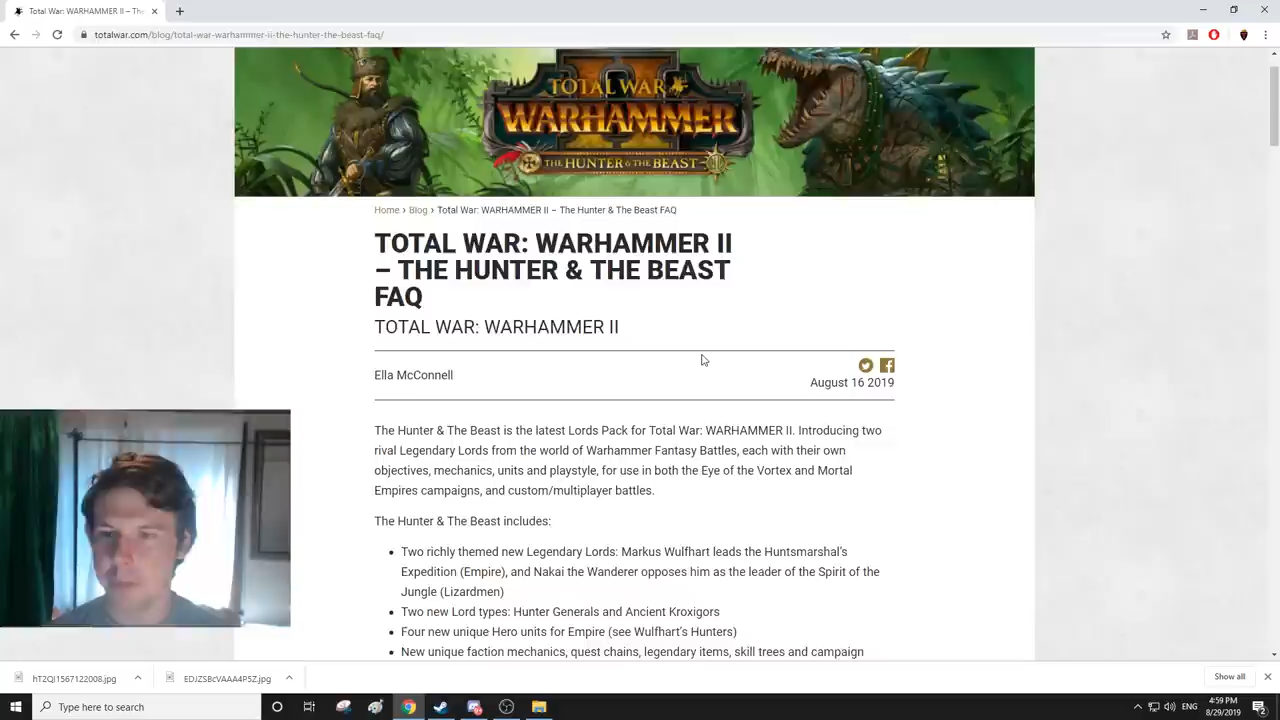 Total War: WARHAMMER II – The
totalwar.com/blog/total-war-warhammer-ii-the-hunter-the-beast-faq/
TOTAL WAR
WARHAMMER
II
THE HUNTER & THE BEAST
Home › Blog › Total War: WARHAMMER II – The Hunter & The Beast FAQ
TOTAL WAR: WARHAMMER II
– THE HUNTER & THE BEAST
FAQ
TOTAL WAR: WARHAMMER II
Ella McConnell
August 16 2019
The Hunter & The Beast is the latest Lords Pack for Total War: WARHAMMER II. Introducing two
rival Legendary Lords from the world of Warhammer Fantasy Battles, each with their own
objectives, mechanics, units and playstyle, for use in both the Eye of the Vortex and Mortal
Empires campaigns, and custom/multiplayer battles.
The Hunter & The Beast includes:
• Two richly themed new Legendary Lords: Markus Wulfhart leads the Huntsmarshal's
Expedition (Empire), and Nakai the Wanderer opposes him as the leader of the Spirit of the
Jungle (Lizardmen)
• Two new Lord types: Hunter Generals and Ancient Kroxigors
• Four new unique Hero units for Empire (see Wulfhart's Hunters)
• New unique faction mechanics, quest chains, legendary items, skill trees and campaign
hT2QJ1567122008.jpg
EDJZSBcVAAA4P5Z.jpg
Show all
Type here to search
4:59 PM
8/29/2019
2